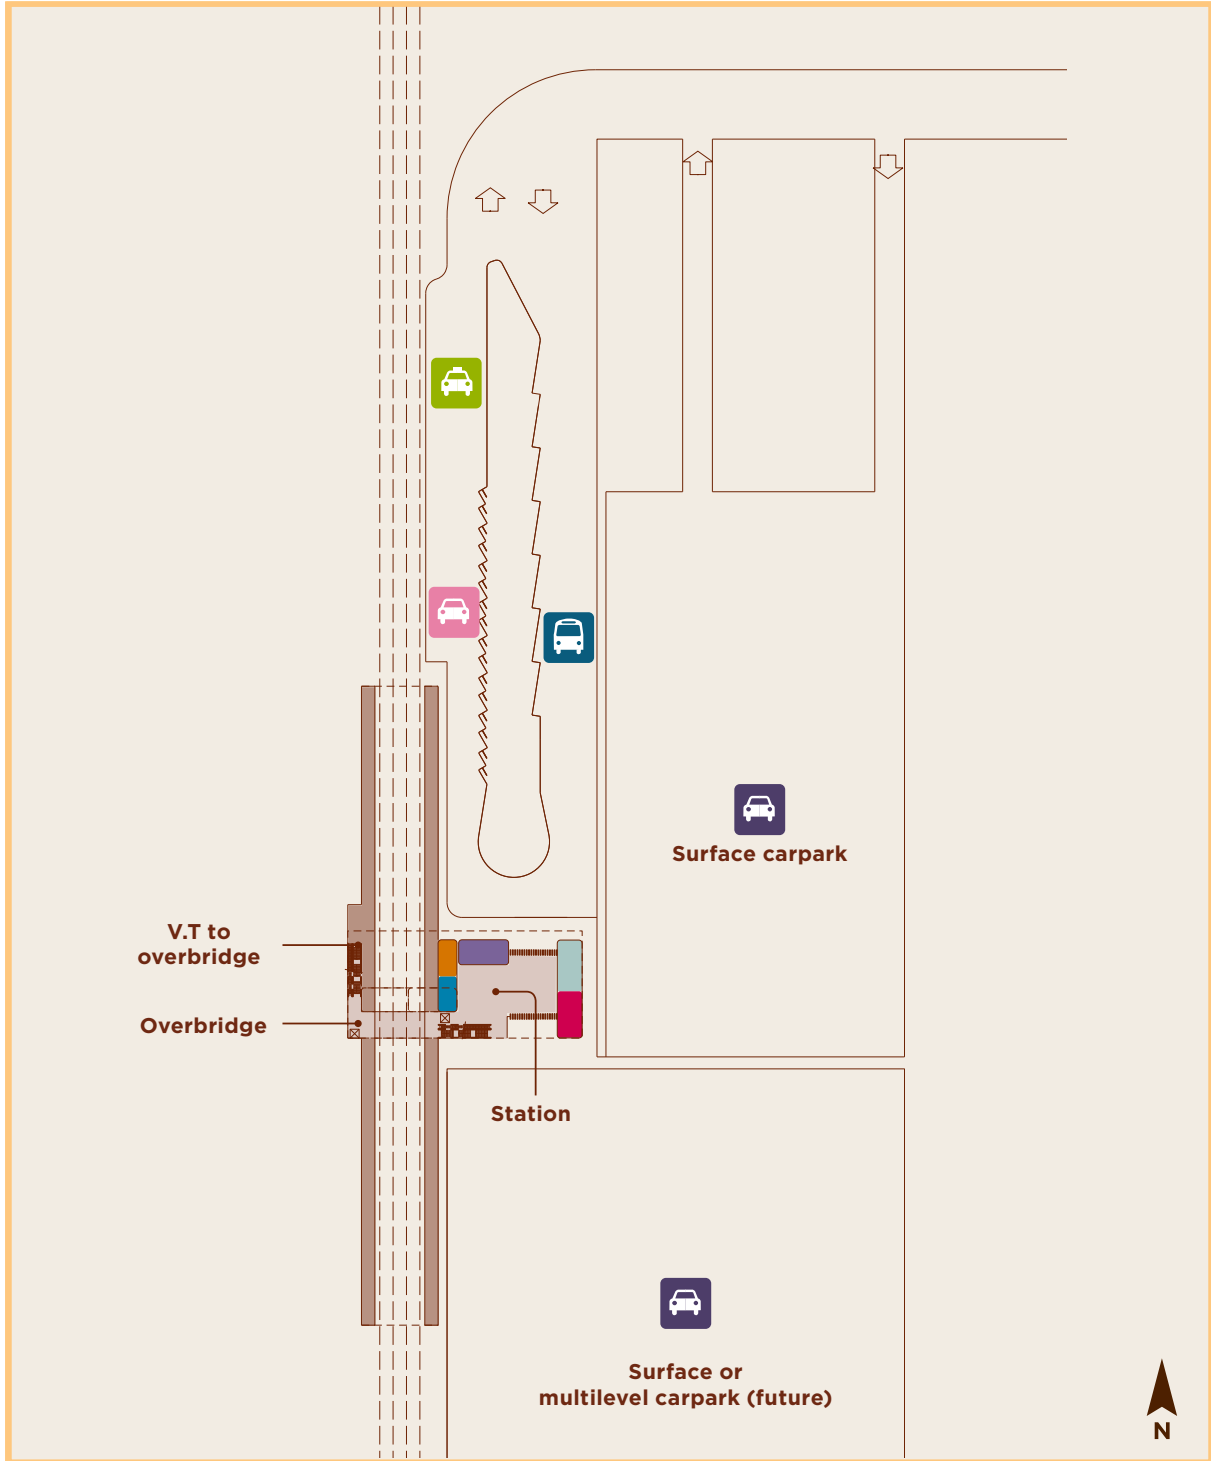 Surface carpark
V.T to
overbridge
Overbridge
Station
Surface or
multilevel carpark (future)
N